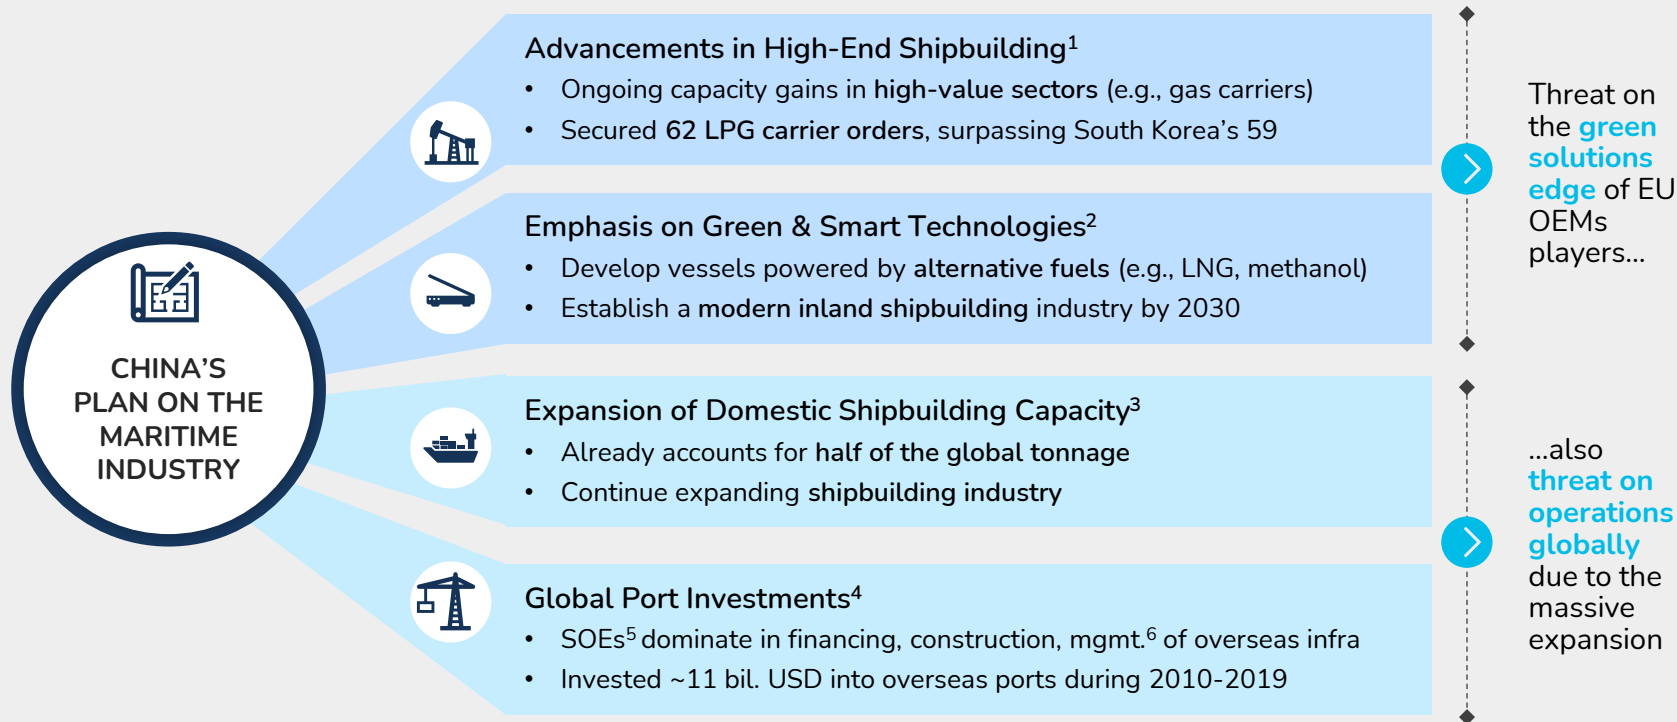 CHINA’S
PLAN ON THE
MARITIME
INDUSTRY
Advancements in High-End Shipbuilding¹
• Ongoing capacity gains in high-value sectors (e.g., gas carriers)
• Secured 62 LPG carrier orders, surpassing South Korea’s 59
Emphasis on Green & Smart Technologies²
• Develop vessels powered by alternative fuels (e.g., LNG, methanol)
• Establish a modern inland shipbuilding industry by 2030
Expansion of Domestic Shipbuilding Capacity³
• Already accounts for half of the global tonnage
• Continue expanding shipbuilding industry
Global Port Investments⁴
• SOEs⁵ dominate in financing, construction, mgmt.⁶ of overseas infra
• Invested ~11 bil. USD into overseas ports during 2010-2019
Threat on
the green
solutions
edge of EU
OEMs
players…
…also
threat on
operations
globally
due to the
massive
expansion